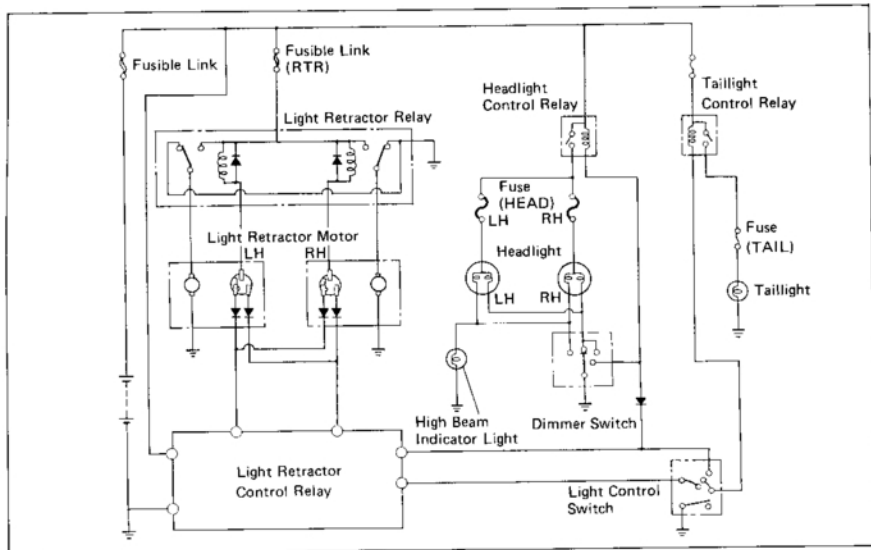 Fusible Link
Fusible Link
(RTR)
Headlight
Control Relay
Taillight
Control Relay
Light Retractor Relay
Fuse
(HEAD)
LH
RH
Fuse
(TAIL)
Light Retractor Motor
LH
RH
Headlight
LH
RH
Taillight
High Beam
Indicator Light
Dimmer Switch
Light Retractor
Control Relay
Light Control
Switch